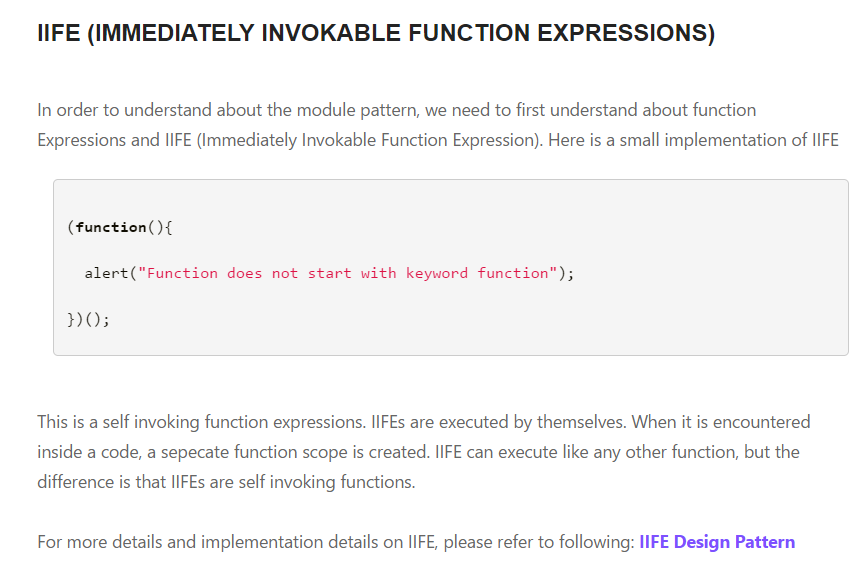 IIFE (IMMEDIATELY INVOKABLE FUNCTION EXPRESSIONS)
In order to understand about the module pattern, we need to first understand about function
Expressions and IIFE (Immediately Invokable Function Expression). Here is a small implementation of IIFE
(function(){
alert("Function does not start with keyword function");
})();
This is a self invoking function expressions. IIFEs are executed by themselves. When it is encountered
inside a code, a sepecate function scope is created. IIFE can execute like any other function, but the
difference is that IIFEs are self invoking functions.
For more details and implementation details on IIFE, please refer to following: IIFE Design Pattern